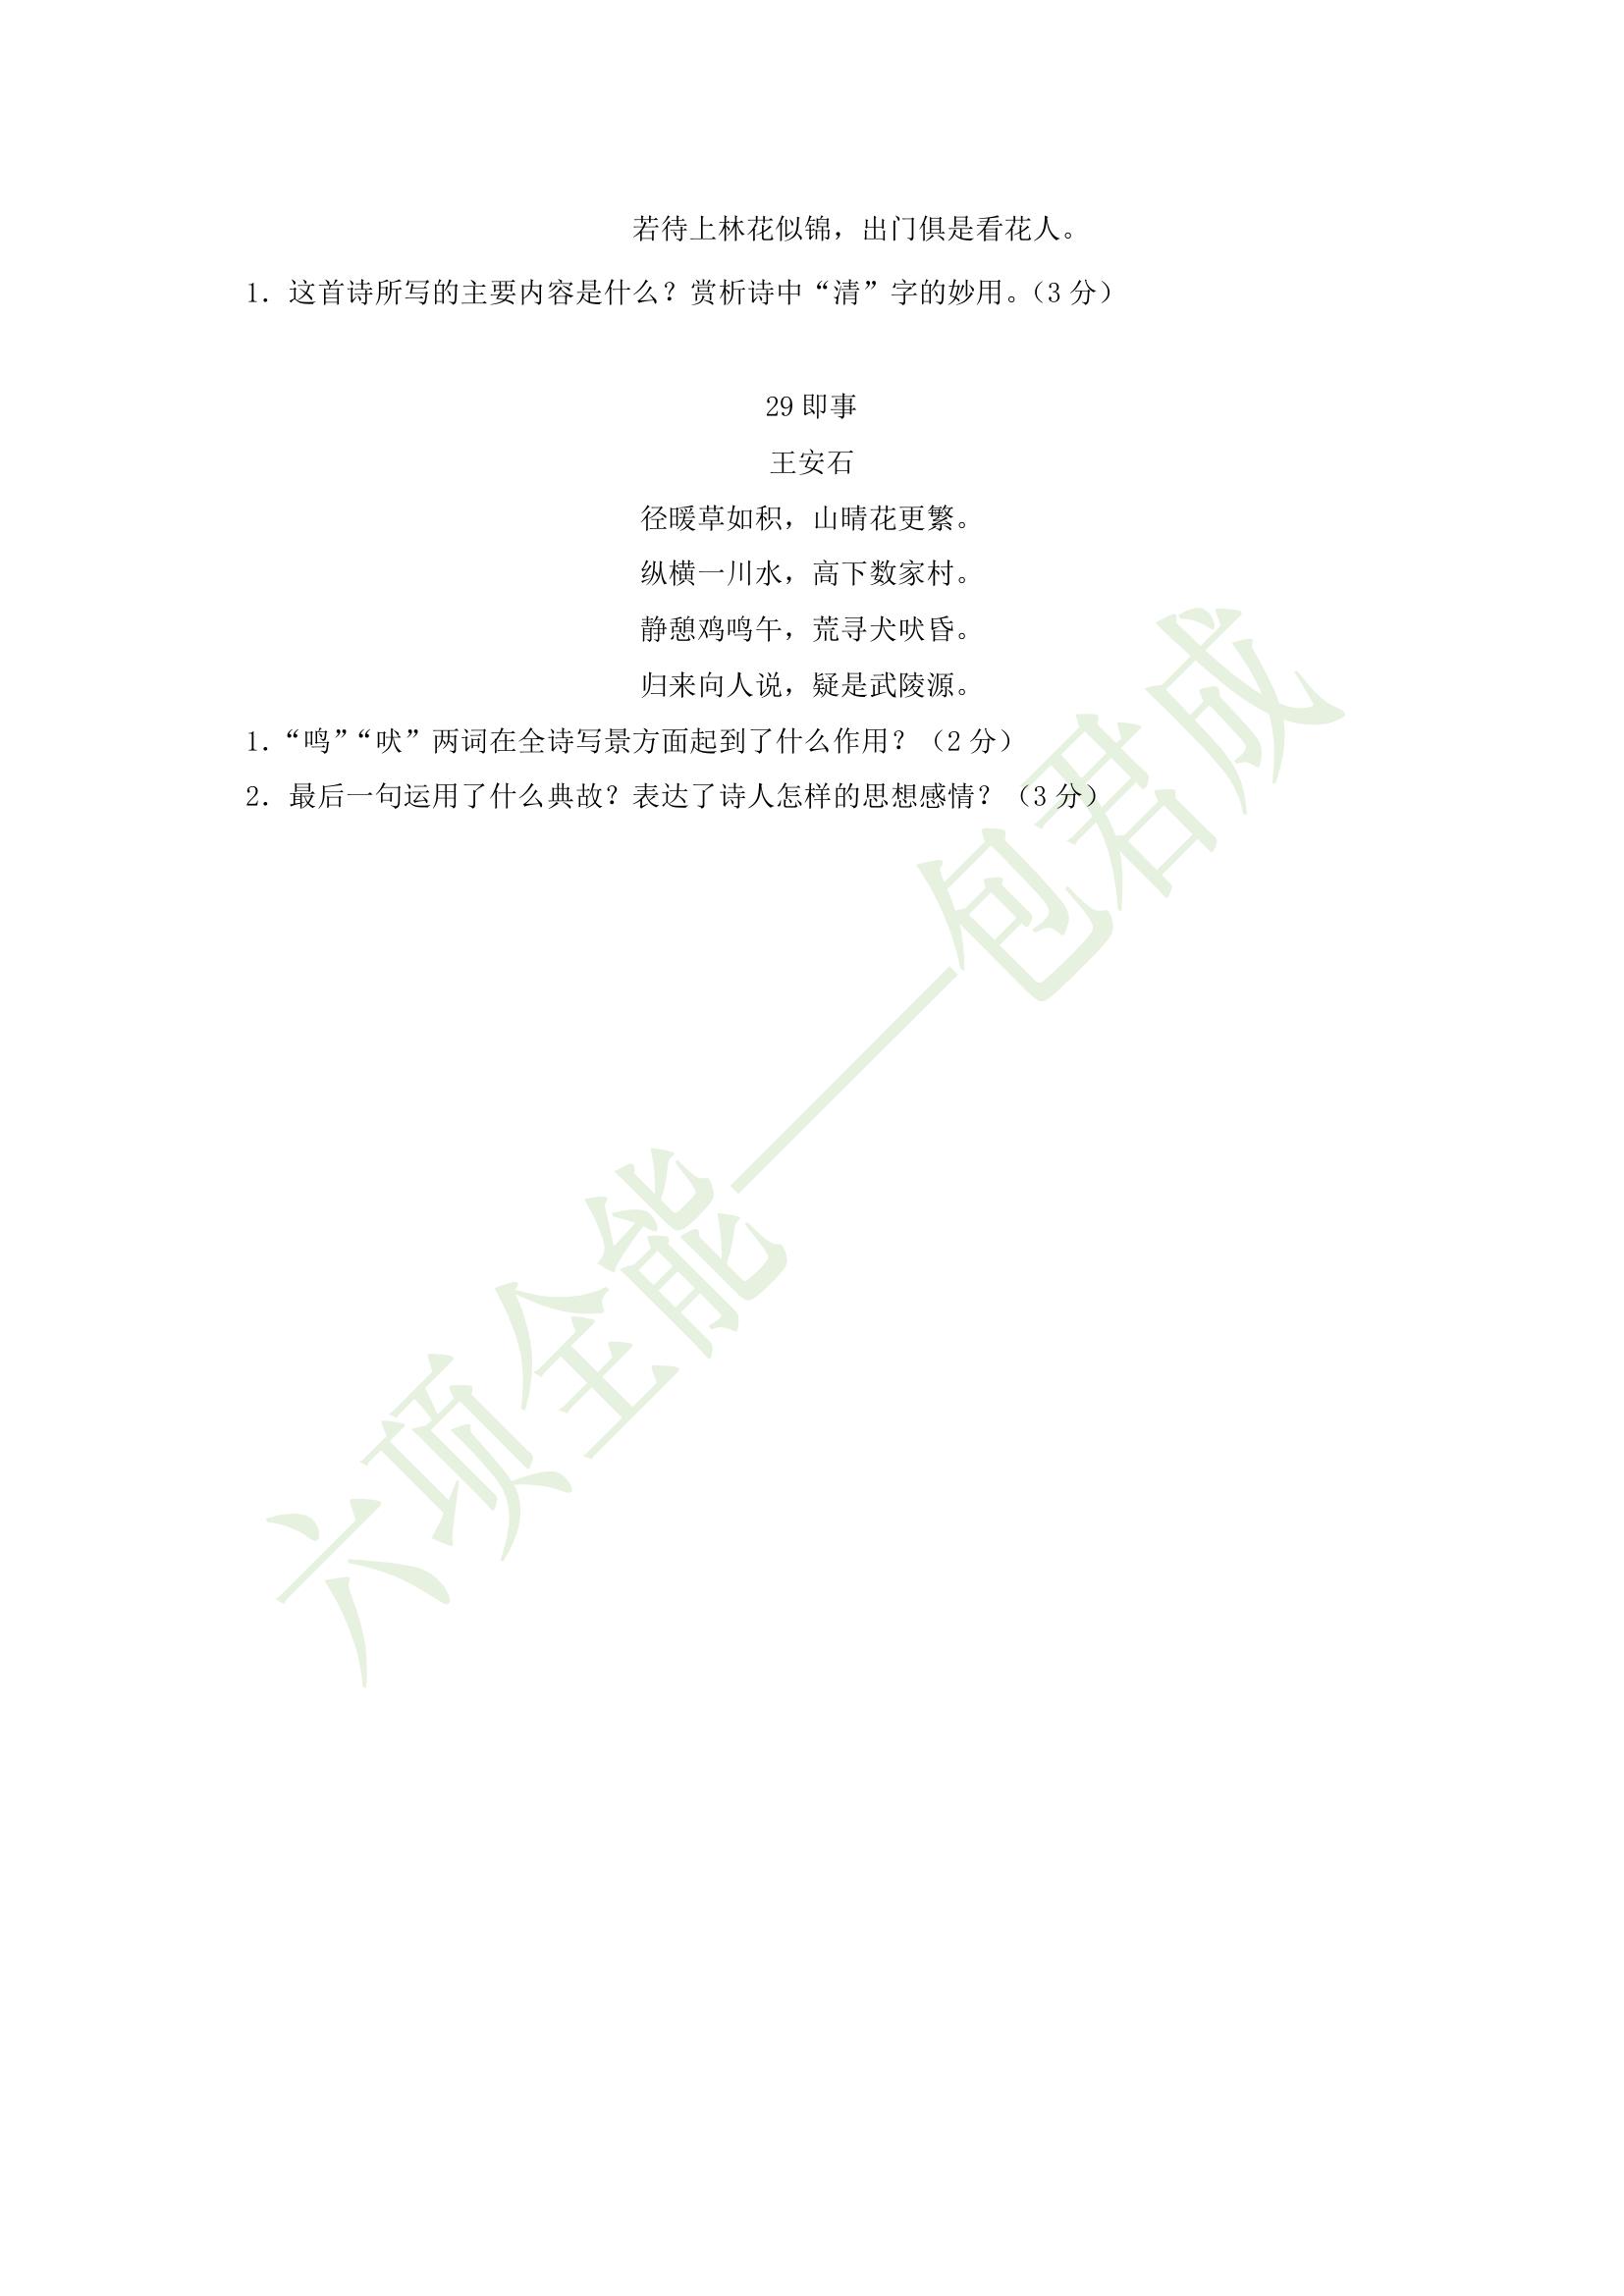 若待上林花似锦，出门俱是看花人。
1．这首诗所写的主要内容是什么？赏析诗中“清”字的妙用。（3 分）
29 即事
王安石
径暖草如积，山晴花更繁。
纵横一川水，高下数家村。
静憩鸡鸣午，荒寻犬吠昏。
归来向人说，疑是武陵源。
1．“鸣”“吠”两词在全诗写景方面起到了什么作用？（2 分）
2．最后一句运用了什么典故？表达了诗人怎样的思想感情？（3 分）
六项全能——包君成